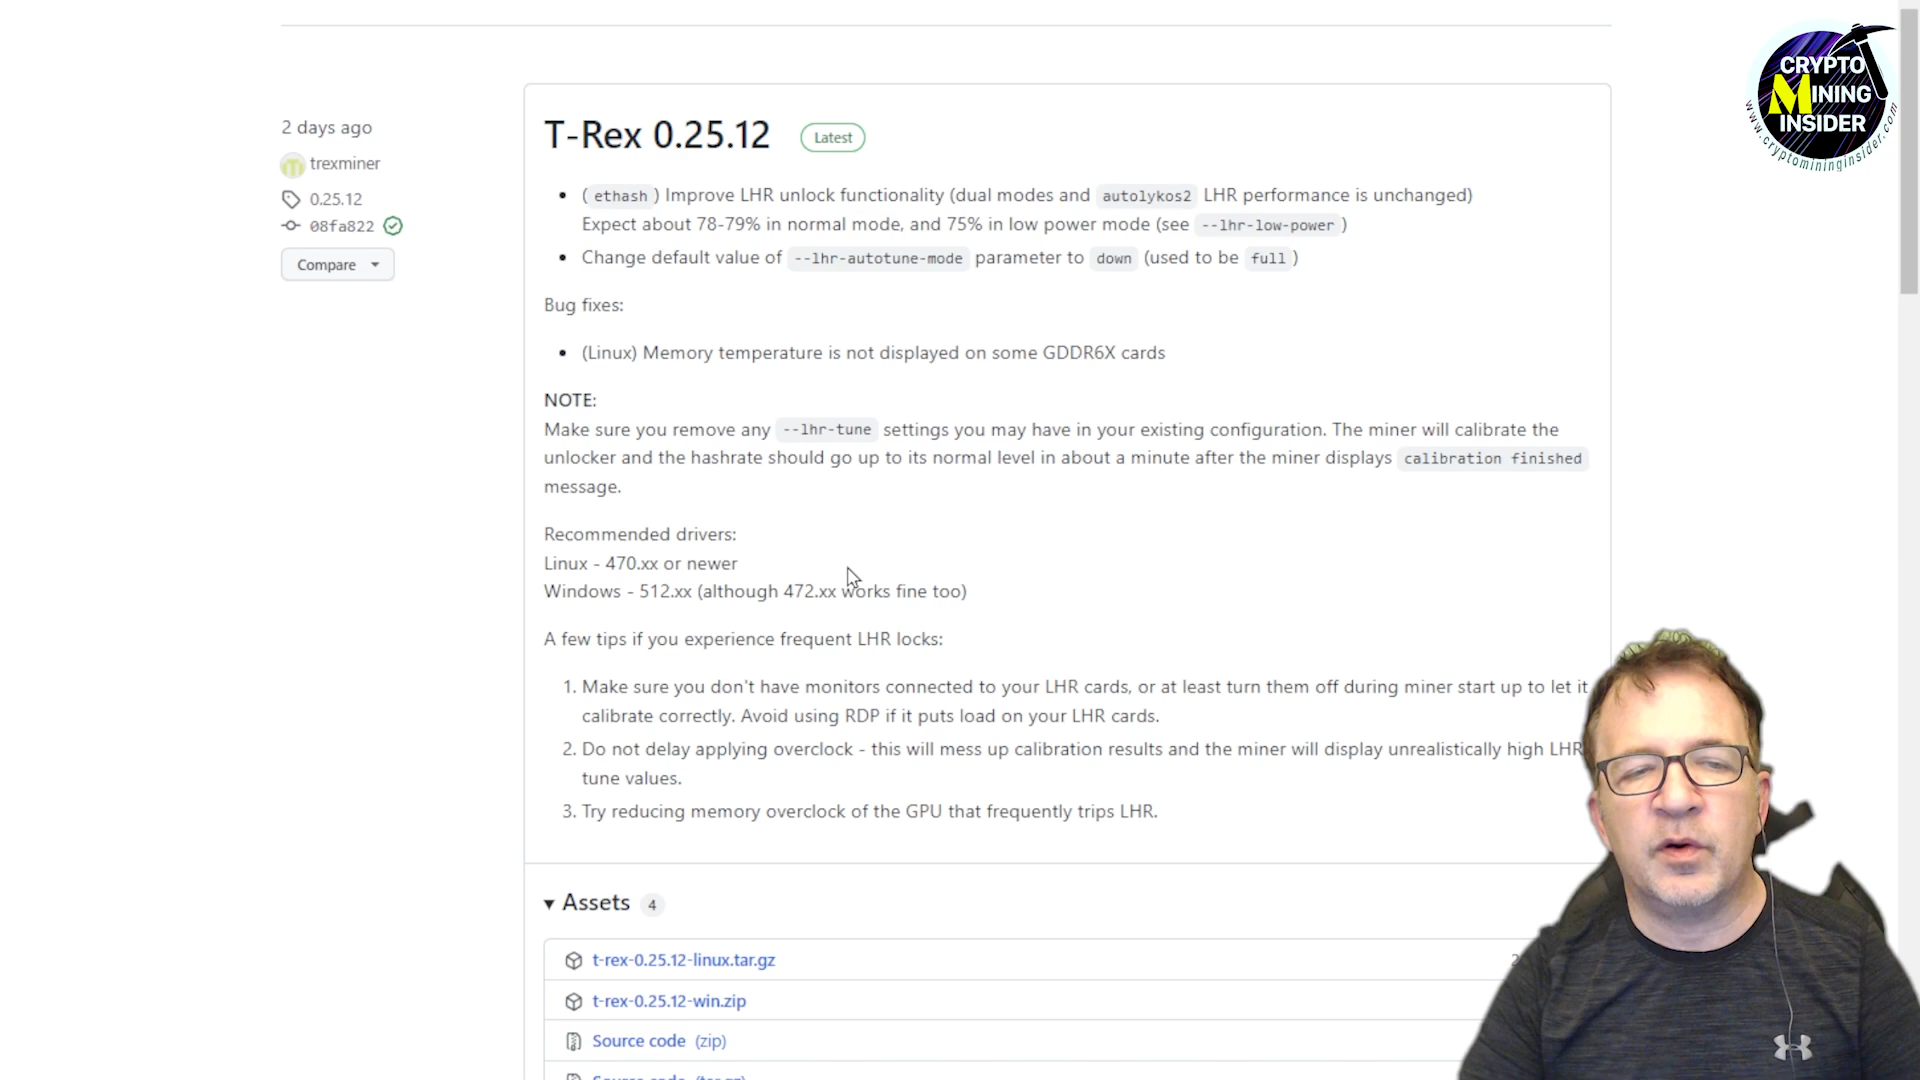 2 days ago
trexminer
0.25.12
08fa822
Compare
T-Rex 0.25.12 Latest
( ethash ) Improve LHR unlock functionality (dual modes and autolykos2 LHR performance is unchanged)
Expect about 78-79% in normal mode, and 75% in low power mode (see --lhr-low-power )
Change default value of --lhr-autotune-mode parameter to down (used to be full )
Bug fixes:
(Linux) Memory temperature is not displayed on some GDDR6X cards
NOTE:
Make sure you remove any --lhr-tune settings you may have in your existing configuration. The miner will calibrate the
unlocker and the hashrate should go up to its normal level in about a minute after the miner displays calibration finished
message.
Recommended drivers:
Linux - 470.xx or newer
Windows - 512.xx (although 472.xx works fine too)
A few tips if you experience frequent LHR locks:
1. Make sure you don't have monitors connected to your LHR cards, or at least turn them off during miner start up to let it
calibrate correctly. Avoid using RDP if it puts load on your LHR cards.
2. Do not delay applying overclock - this will mess up calibration results and the miner will display unrealistically high LHR
tune values.
3. Try reducing memory overclock of the GPU that frequently trips LHR.
Assets 4
t-rex-0.25.12-linux.tar.gz
t-rex-0.25.12-win.zip
Source code (zip)
Source code (tar.gz)
CRYPTO
MINING
INSIDER
www.cryptomininginsider.com